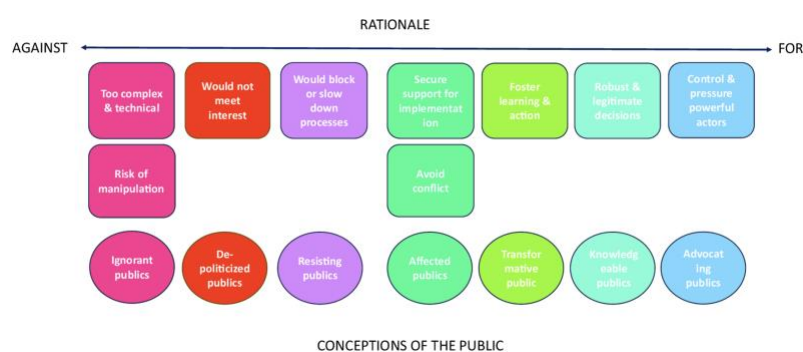 RATIONALE
AGAINST
FOR
Too complex
& technical
Would not
meet
interest
Would block
or slow
down
processes
Secure
support for
implementat
ion
Foster
learning &
action
Robust &
legitimate
decisions
Control &
pressure
powerful
actors
Risk of
manipulation
Avoid
conflict
Ignorant
publics
De-
politicized
publics
Resisting
publics
Affected
publics
Transfor
mative
public
Knowledg
eable
publics
Advocat
ing
publics
CONCEPTIONS OF THE PUBLIC